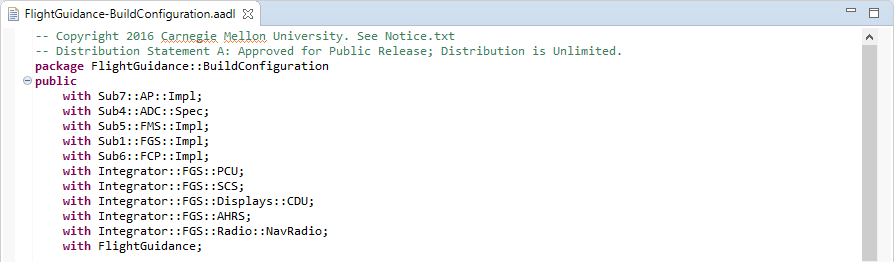 FlightGuidance-BuildConfiguration.aadl
-- Copyright 2016 Carnegie Mellon University. See Notice.txt
-- Distribution Statement A: Approved for Public Release; Distribution is Unlimited.
package FlightGuidance::BuildConfiguration
public
with Sub7::AP::Impl;
with Sub4::ADC::Spec;
with Sub5::FMS::Impl;
with Sub1::FGS::Impl;
with Sub6::FCP::Impl;
with Integrator::FGS::PCU;
with Integrator::FGS::SCS;
with Integrator::FGS::Displays::CDU;
with Integrator::FGS::AHRS;
with Integrator::FGS::Radio::NavRadio;
with FlightGuidance;